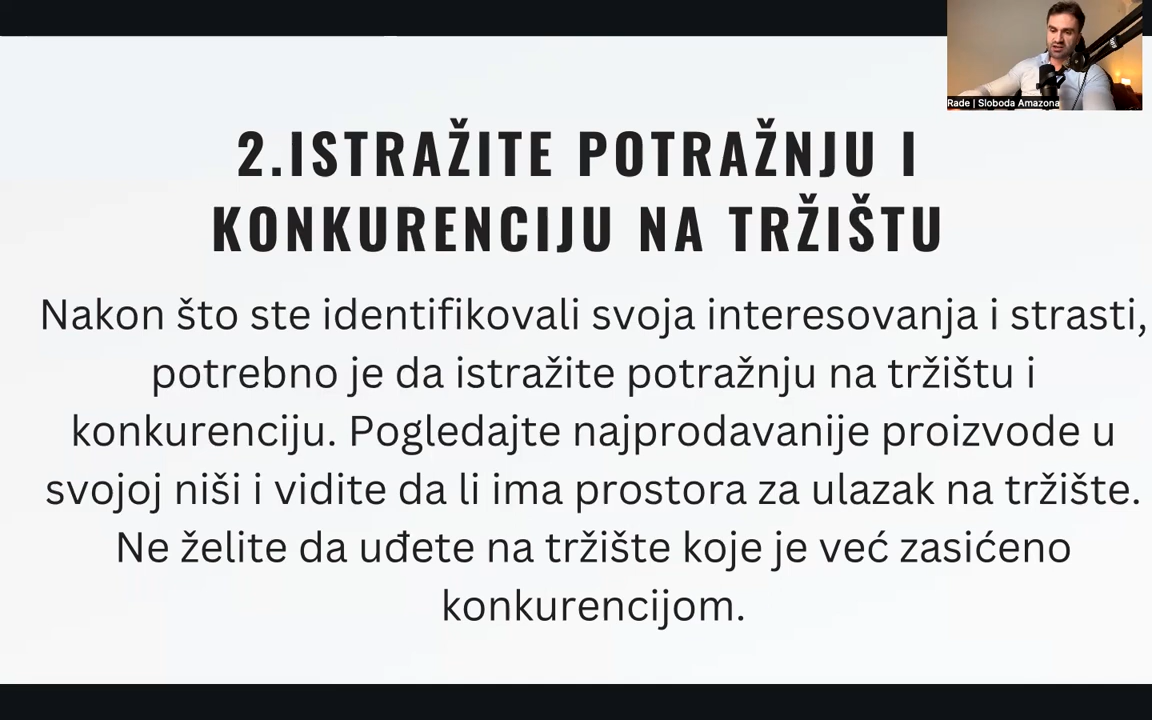 Rade | Sloboda Amazona
2.ISTRAŽITE POTRAŽNJU I
KONKURENCIJU NA TRŽIŠTU
Nakon što ste identifikovali svoja interesovanja i strasti,
potrebno je da istražite potražnju na tržištu i
konkurenciju. Pogledajte najprodavanije proizvode u
svojoj niši i vidite da li ima prostora za ulazak na tržište.
Ne želite da uđete na tržište koje je već zasićeno
konkurencijom.